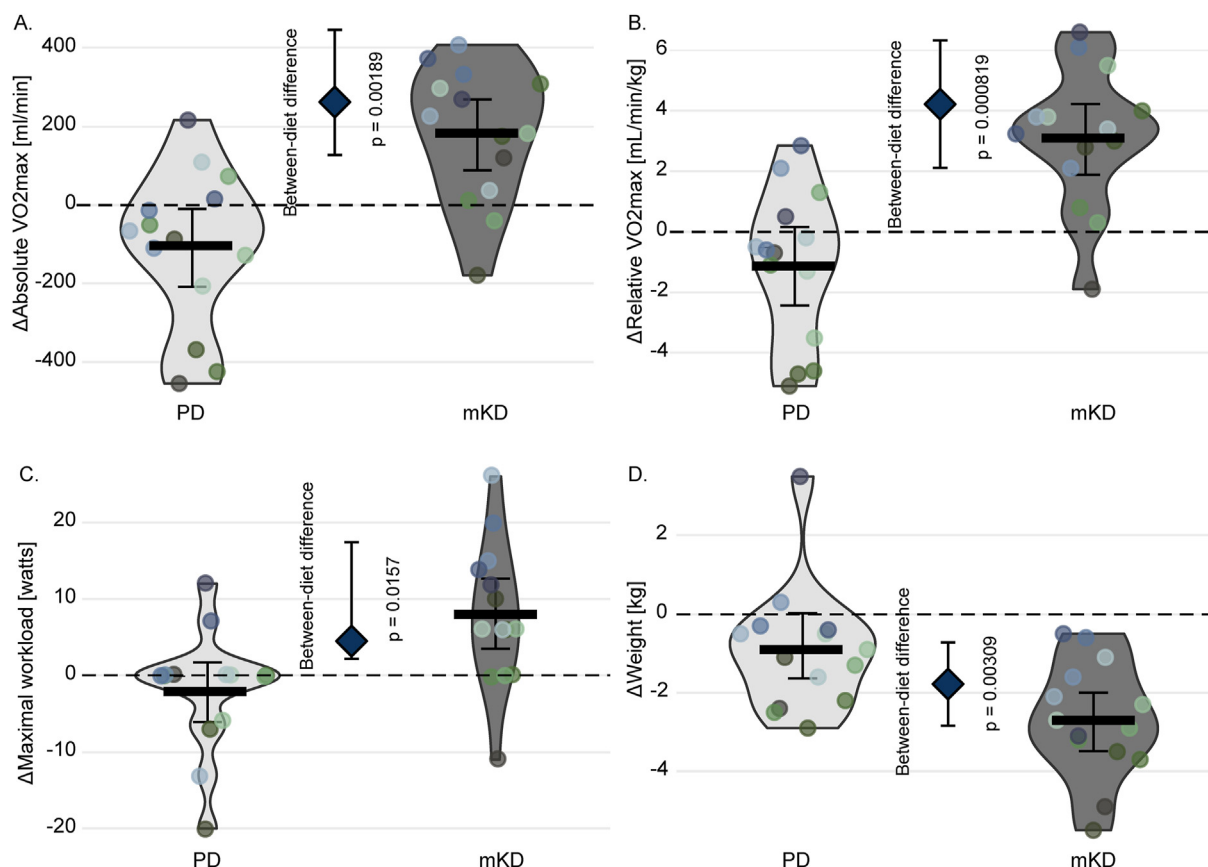 A.
ΔAbsolute VO2max [ml/min]
400
200
0
-200
-400
Between-diet difference
p = 0.00189
PD
mKD
B.
ΔRelative VO2max [mL/min/kg]
6
4
2
0
-2
-4
Between-diet difference
p = 0.000819
PD
mKD
C.
ΔMaximal workload [watts]
20
10
0
-10
-20
Between-diet difference
p = 0.0157
PD
mKD
D.
ΔWeight [kg]
2
0
-2
-4
Between-diet difference
p = 0.00309
PD
mKD